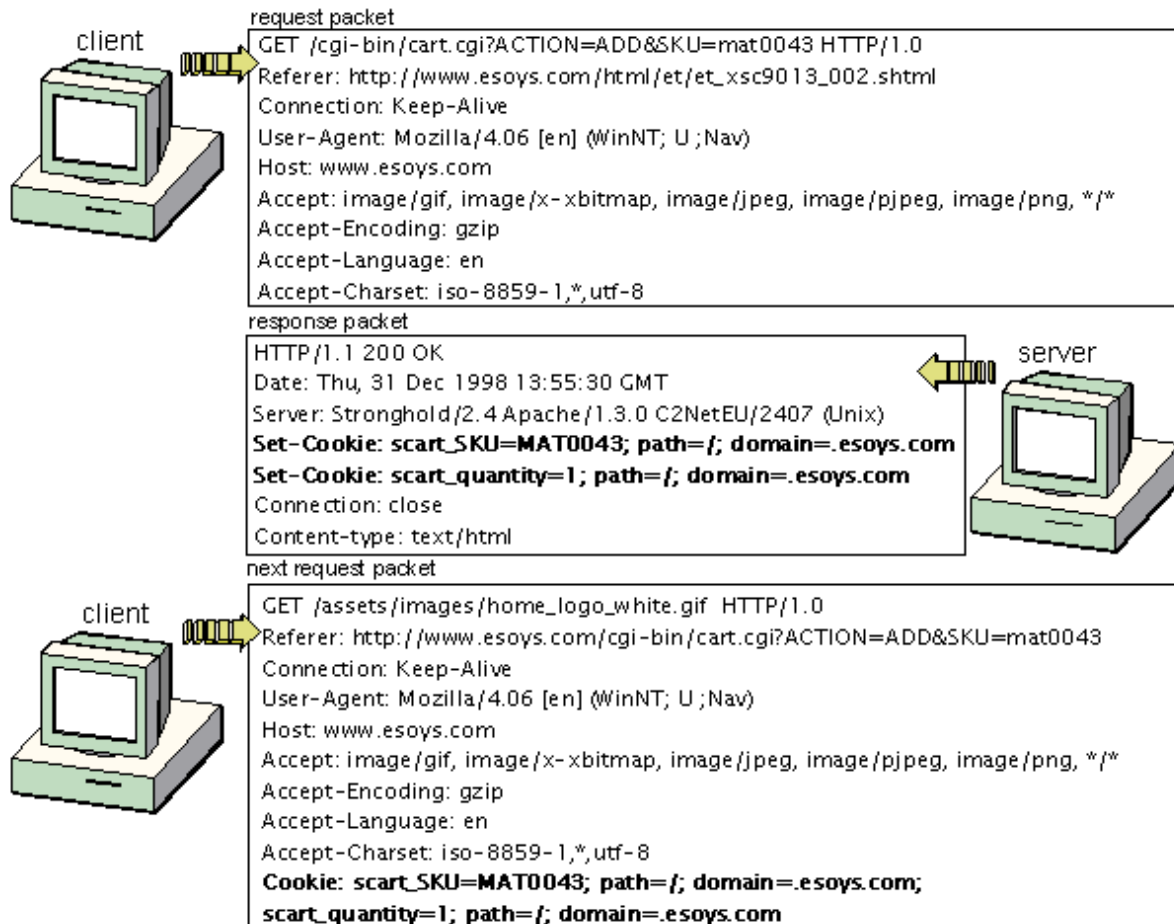 request packet
client
GET /cgi-bin/cart.cgi?ACTION=ADD&SKU=mat0043 HTTP/1.0
Referer: http://www.esoys.com/html/et/et_xsc9013_002.shtml
Connection: Keep-Alive
User-Agent: Mozilla/4.06 [en] (WinNT; U ;Nav)
Host: www.esoys.com
Accept: image/gif, image/x-xbitmap, image/jpeg, image/pjpeg, image/png, */*
Accept-Encoding: gzip
Accept-Language: en
Accept-Charset: iso-8859-1,*,utf-8
response packet
server
HTTP/1.1 200 OK
Date: Thu, 31 Dec 1998 13:55:30 GMT
Server: Stronghold/2.4 Apache/1.3.0 C2NetEU/2407 (Unix)
Set-Cookie: scart_SKU=MAT0043; path=/; domain=.esoys.com
Set-Cookie: scart_quantity=1; path=/; domain=.esoys.com
Connection: close
Content-type: text/html
next request packet
client
GET /assets/images/home_logo_white.gif HTTP/1.0
Referer: http://www.esoys.com/cgi-bin/cart.cgi?ACTION=ADD&SKU=mat0043
Connection: Keep-Alive
User-Agent: Mozilla/4.06 [en] (WinNT; U ;Nav)
Host: www.esoys.com
Accept: image/gif, image/x-xbitmap, image/jpeg, image/pjpeg, image/png, */*
Accept-Encoding: gzip
Accept-Language: en
Accept-Charset: iso-8859-1,*,utf-8
Cookie: scart_SKU=MAT0043; path=/; domain=.esoys.com;
scart_quantity=1; path=/; domain=.esoys.com